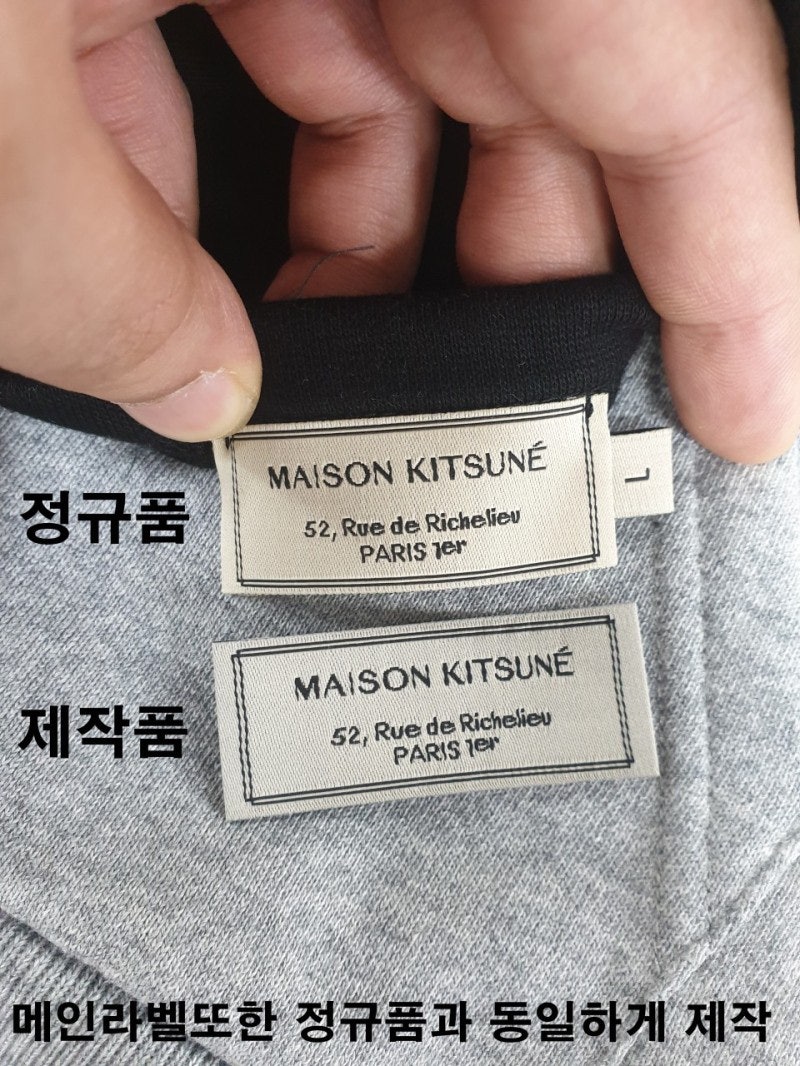 MAISON KITSUNÉ
L
52, Rue de Richelieu
PARIS 1er
정규품
MAISON KITSUNÉ
52, Rue de Richelieu
PARIS 1er
제작품
메인라벨또한 정규품과 동일하게 제작